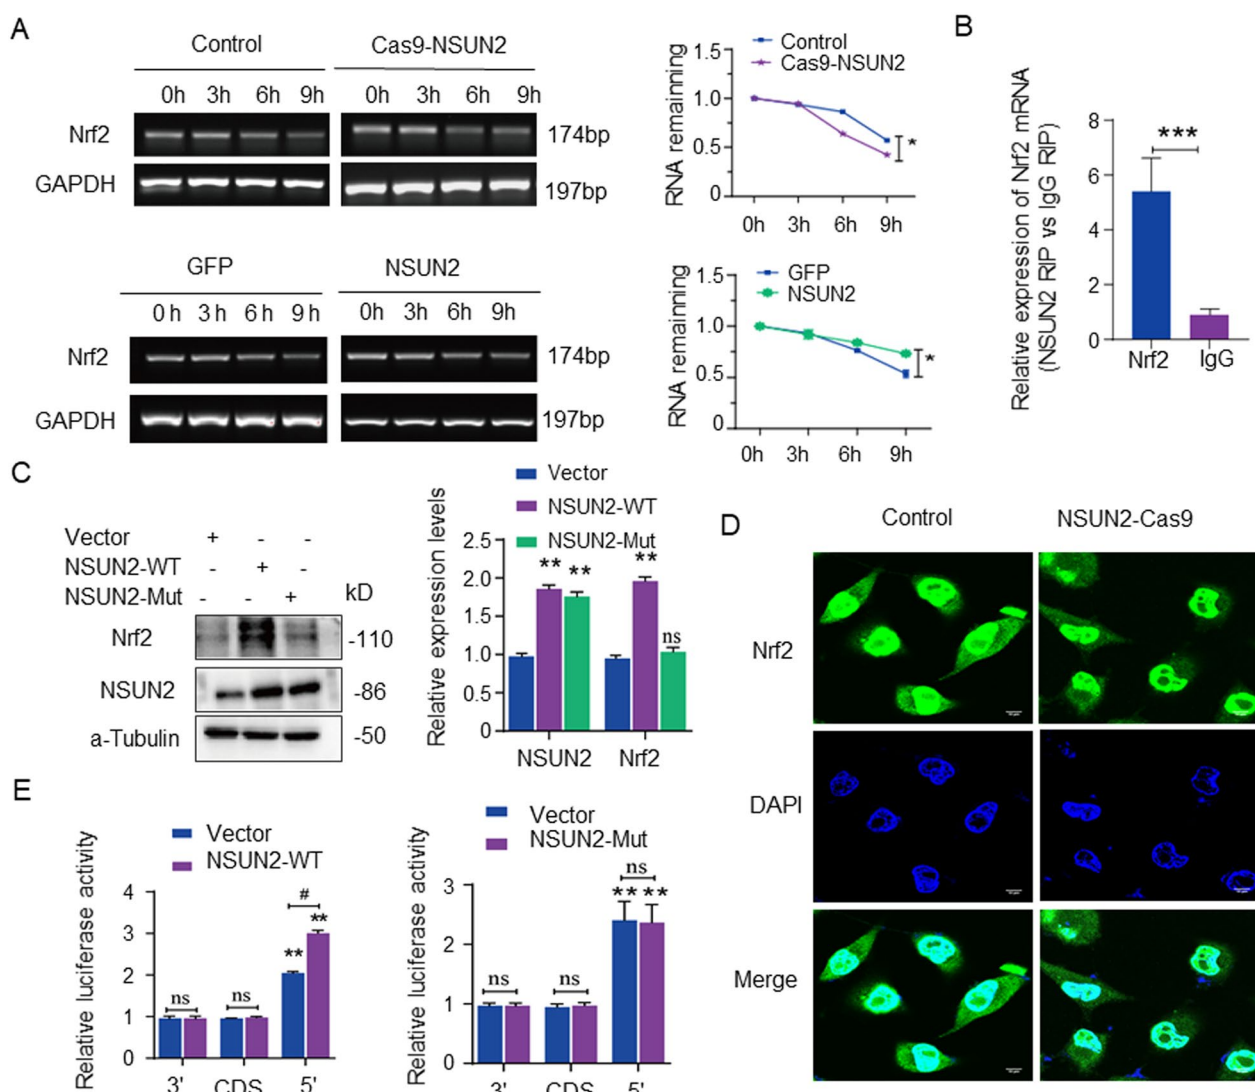 A
Control
Cas9-NSUN2
0h 3h 6h 9h
0h 3h 6h 9h
Nrf2
174bp
GAPDH
197bp
GFP
NSUN2
0h 3h 6h 9h
0h 3h 6h 9h
Nrf2
174bp
GAPDH
197bp
RNA remaining
Control
Cas9-NSUN2
1.5
1.0
0.5
0
*
0h 3h 6h 9h
RNA remaining
GFP
NSUN2
1.5
1.0
0.5
0
*
0h 3h 6h 9h
B
Relative expression of Nrf2 mRNA
(NSUN2 RIP vs IgG RIP)
8
6
4
2
0
***
Nrf2 IgG
C
Vector + - -
NSUN2-WT - + -
NSUN2-Mut - - +
kD
Nrf2 -110
NSUN2 -86
a-Tubulin -50
Vector
NSUN2-WT
NSUN2-Mut
Relative expression levels
2.5
2.0
1.5
1.0
0.5
0
** ** ** ns
NSUN2 Nrf2
D
Control
NSUN2-Cas9
Nrf2
DAPI
Merge
E
Vector
NSUN2-WT
Relative luciferase activity
4
3
2
1
0
ns ns ** # **
3' CDS 5'
Vector
NSUN2-Mut
Relative luciferase activity
3
2
1
0
ns ns ** ** ns
3' CDS 5'